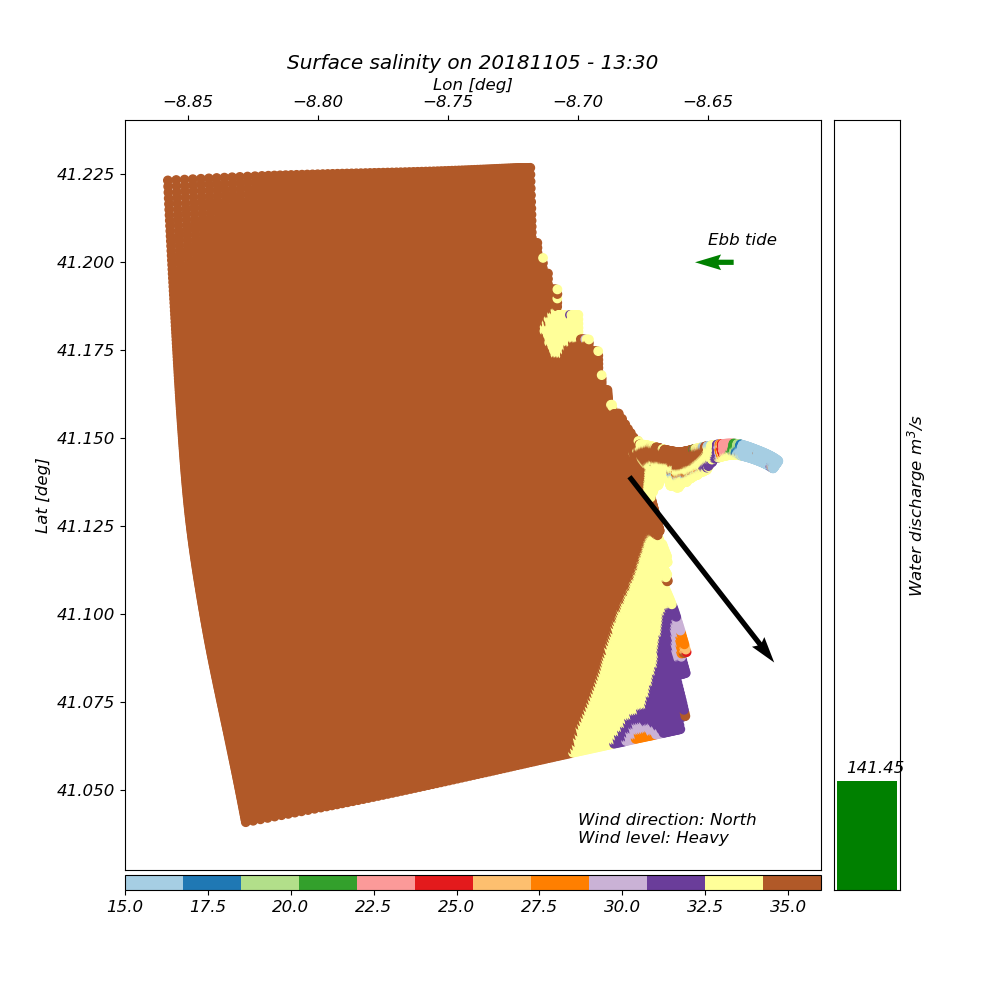 Surface salinity on 20181105 - 13:30
Lon [deg]
−8.85 −8.80 −8.75 −8.70 −8.65
41.225
41.200
41.175
41.150
41.125
41.100
41.075
41.050
Lat [deg]
Ebb tide
Water discharge m³/s
141.45
Wind direction: North
Wind level: Heavy
15.0 17.5 20.0 22.5 25.0 27.5 30.0 32.5 35.0